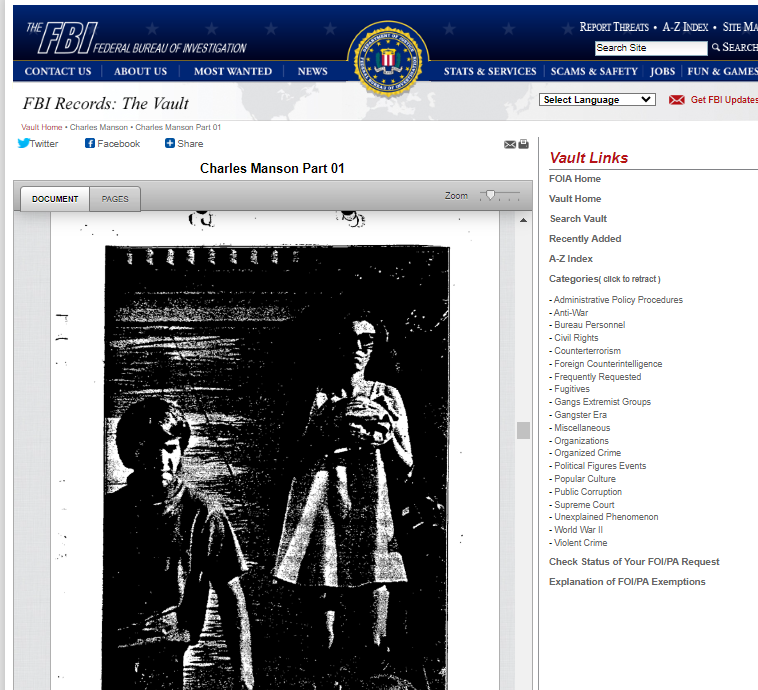 THE FBI FEDERAL BUREAU OF INVESTIGATION
REPORT THREATS • A-Z INDEX • SITE MA
Search Site SEARCH
CONTACT US ABOUT US MOST WANTED NEWS STATS & SERVICES SCAMS & SAFETY JOBS FUN & GAMES
FBI Records: The Vault
Select Language Get FBI Updates
Vault Home • Charles Manson • Charles Manson Part 01
Twitter Facebook Share
Charles Manson Part 01
DOCUMENT PAGES Zoom
Vault Links
FOIA Home
Vault Home
Search Vault
Recently Added
A-Z Index
Categories( click to retract )
- Administrative Policy Procedures
- Anti-War
- Bureau Personnel
- Civil Rights
- Counterterrorism
- Foreign Counterintelligence
- Frequently Requested
- Fugitives
- Gangs Extremist Groups
- Gangster Era
- Miscellaneous
- Organizations
- Organized Crime
- Political Figures Events
- Popular Culture
- Public Corruption
- Supreme Court
- Unexplained Phenomenon
- World War II
- Violent Crime
Check Status of Your FOI/PA Request
Explanation of FOI/PA Exemptions